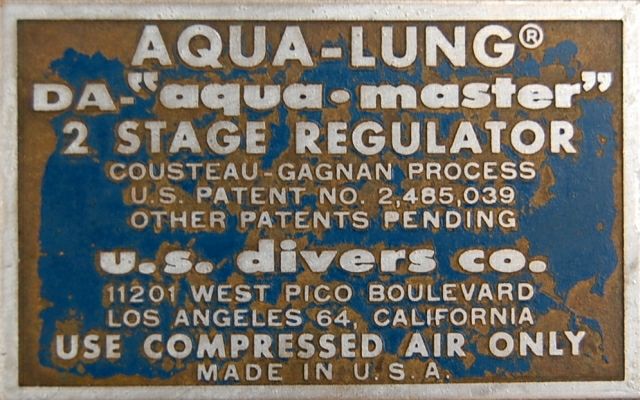 AQUA-LUNG®
DA-"aqua•master"
2 STAGE REGULATOR
COUSTEAU-GAGNAN PROCESS
U.S. PATENT NO. 2,485,039
OTHER PATENTS PENDING
u.s. divers co.
11201 WEST PICO BOULEVARD
LOS ANGELES 64, CALIFORNIA
USE COMPRESSED AIR ONLY
MADE IN U.S.A.